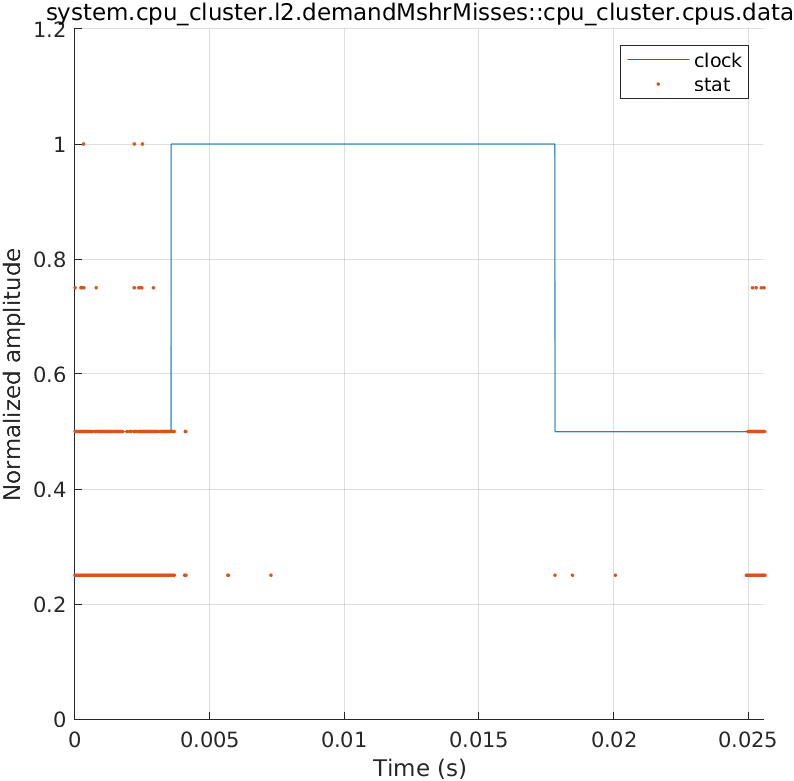 system.cpu_cluster.l2.demandMshrMisses::cpu_cluster.cpus.data
1.2
clock
stat
1
0.8
0.6
0.4
0.2
0
Normalized amplitude
0
0.005
0.01
0.015
0.02
0.025
Time (s)